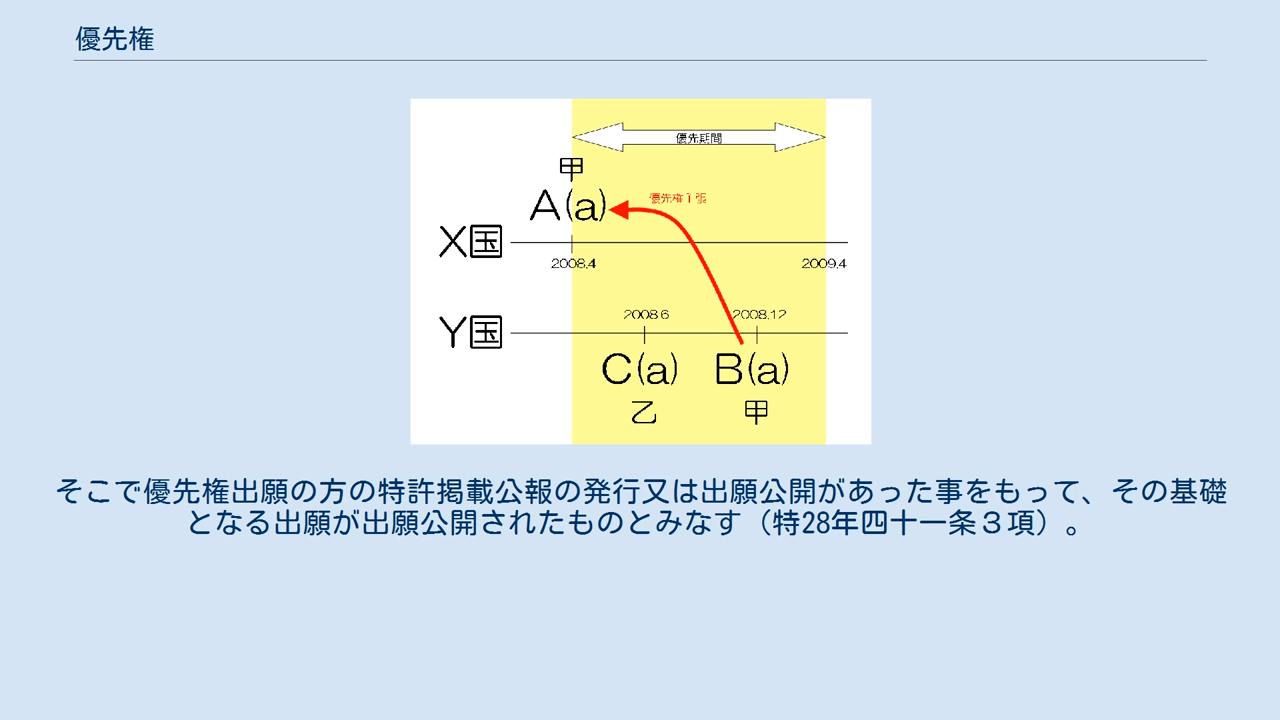 優先権
優先期間
甲
A(a)
優先権主張
X国
2008.4
2009.4
2008.6
2008.12
Y国
C(a)
B(a)
乙
甲
そこで優先権出願の方の特許掲載公報の発行又は出願公開があった事をもって、その基礎
となる出願が出願公開されたものとみなす（特28年四十一条３項）。